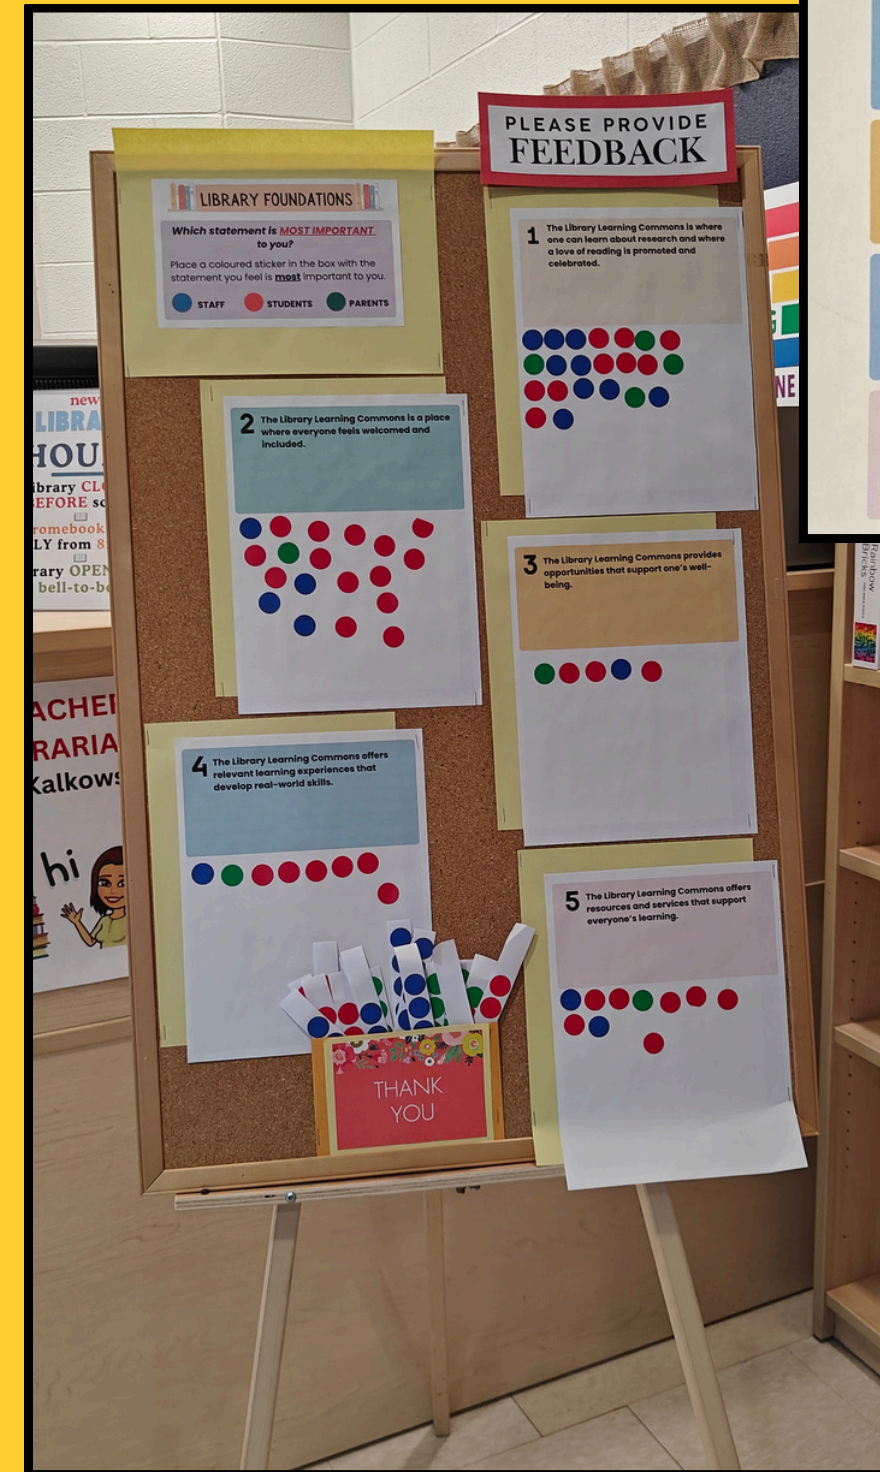 PLEASE PROVIDE
FEEDBACK
LIBRARY FOUNDATIONS
Which statement is MOST IMPORTANT
to you?
Place a coloured sticker in the box with the
statement you feel is most important to you.
STAFF STUDENTS PARENTS
1 The Library Learning Commons is where
one can learn about research and where
a love of reading is promoted and
celebrated.
2 The Library Learning Commons is a place
where everyone feels welcomed and
included.
3 The Library Learning Commons provides
opportunities that support one's well-
being.
4 The Library Learning Commons offers
relevant learning experiences that
develop real-world skills.
5 The Library Learning Commons offers
resources and services that support
everyone's learning.
THANK
YOU
new
LIBRA
HOU
ibrary CL
EFORE sc
romebook
LY from 8
rary OPEN
bell-to-be
ACHE
RARIA
Kalkows
hi
NE
Rainbow
Bricks